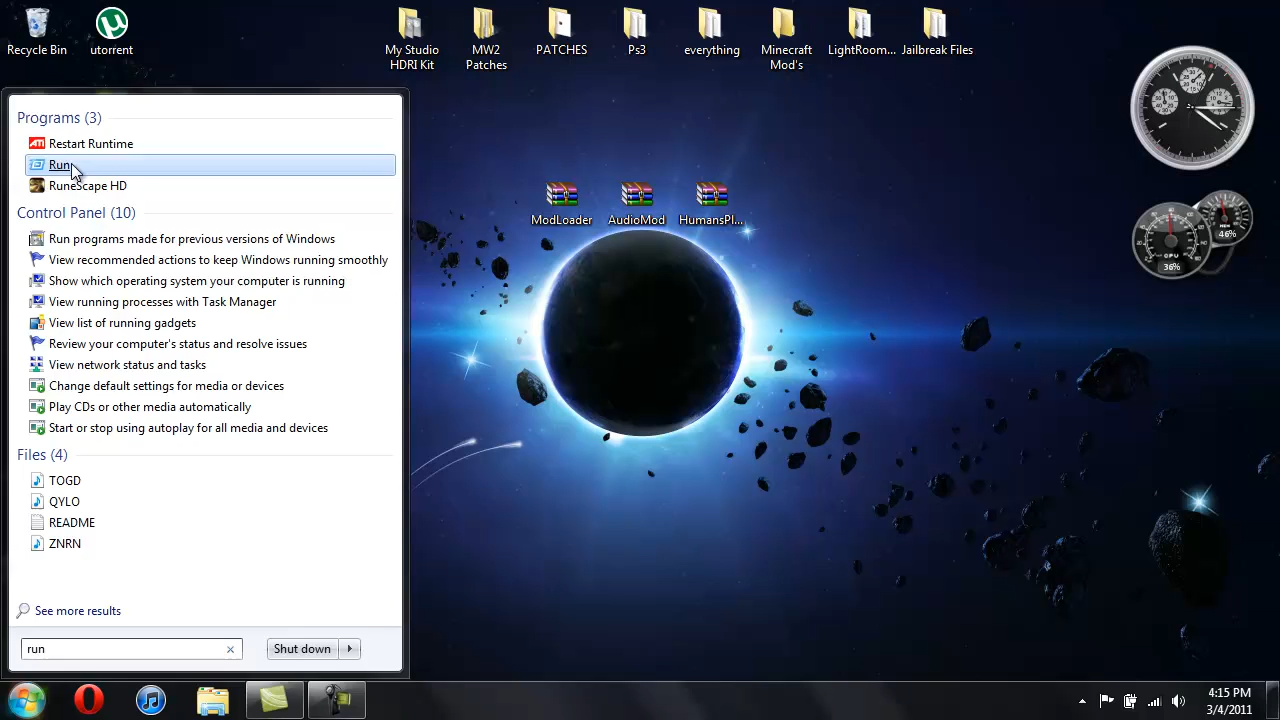 Recycle Bin
utorrent
My Studio
HDRI Kit
MW2
Patches
PATCHES
Ps3
everything
Minecraft
Mod's
LightRoom...
Jailbreak Files
Programs (3)
Restart Runtime
Run
RuneScape HD
Control Panel (10)
Run programs made for previous versions of Windows
View recommended actions to keep Windows running smoothly
Show which operating system your computer is running
View running processes with Task Manager
View list of running gadgets
Review your computer's status and resolve issues
View network status and tasks
Change default settings for media or devices
Play CDs or other media automatically
Start or stop using autoplay for all media and devices
Files (4)
TOGD
QYLO
README
ZNRN
See more results
run
Shut down
ModLoader
AudioMod
HumansPl...
46%
36%
4:15 PM
3/4/2011